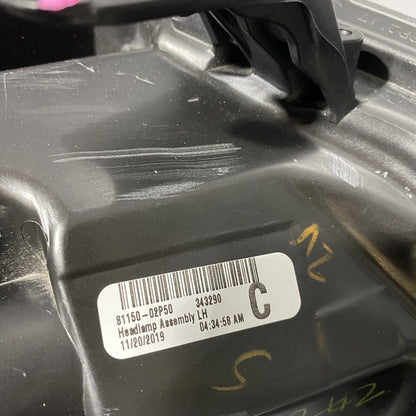 81150-02P50 343290
Headlamp Assembly LH
11/20/2019 04:34:58 AM
C